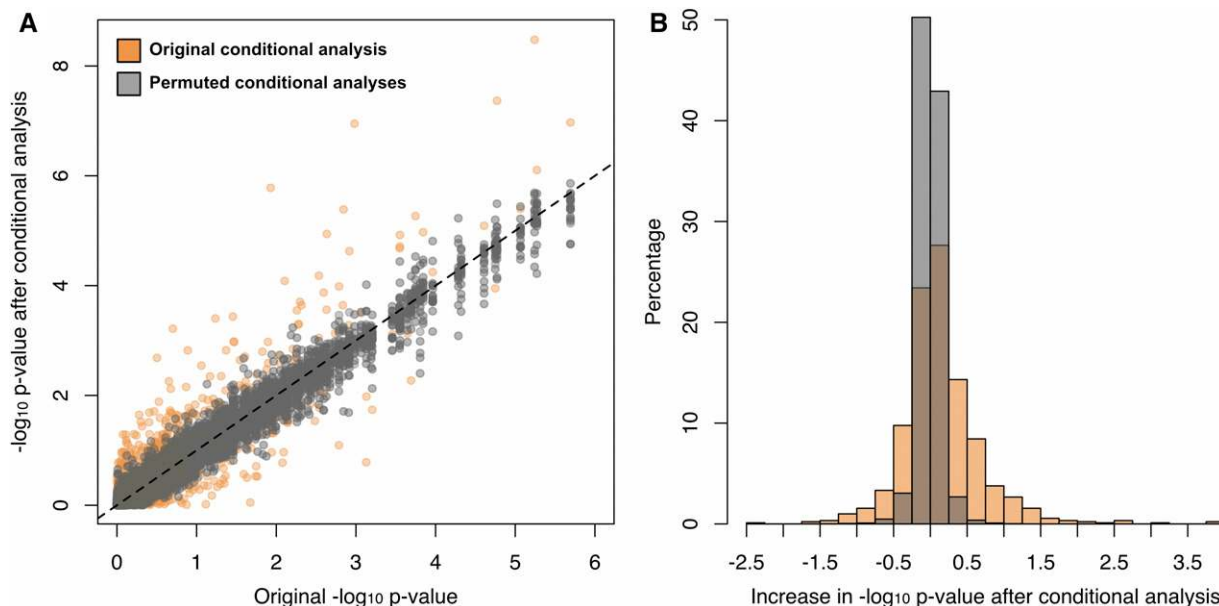 A
Original conditional analysis
Permuted conditional analyses
-log10 p-value after conditional analysis
8
6
4
2
0
0 1 2 3 4 5 6
Original -log10 p-value
B
Percentage
50
40
30
20
10
0
-2.5 -1.5 -0.5 0.5 1.5 2.5 3.5
Increase in -log10 p-value after conditional analysis